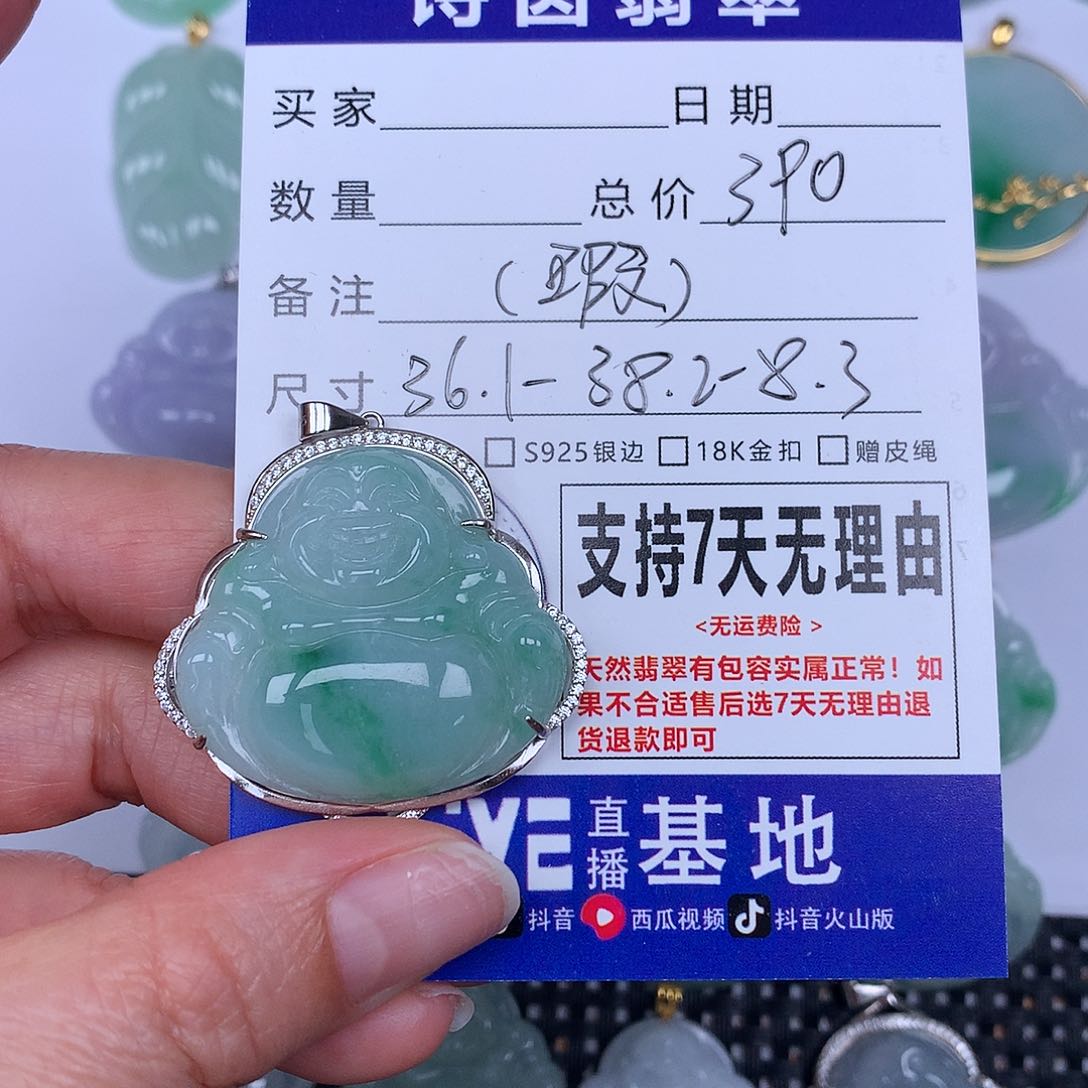 诗茵翡翠
买家 日期
数量 总价 390
备注 (瑕)
尺寸 36.1-38.2-8.3
S925银边 18K金扣 赠皮绳
支持7天无理由
<无运费险 >
天然翡翠有包容实属正常！如
果不合适售后选7天无理由退
货退款即可
直播基地
抖音 西瓜视频 抖音火山版